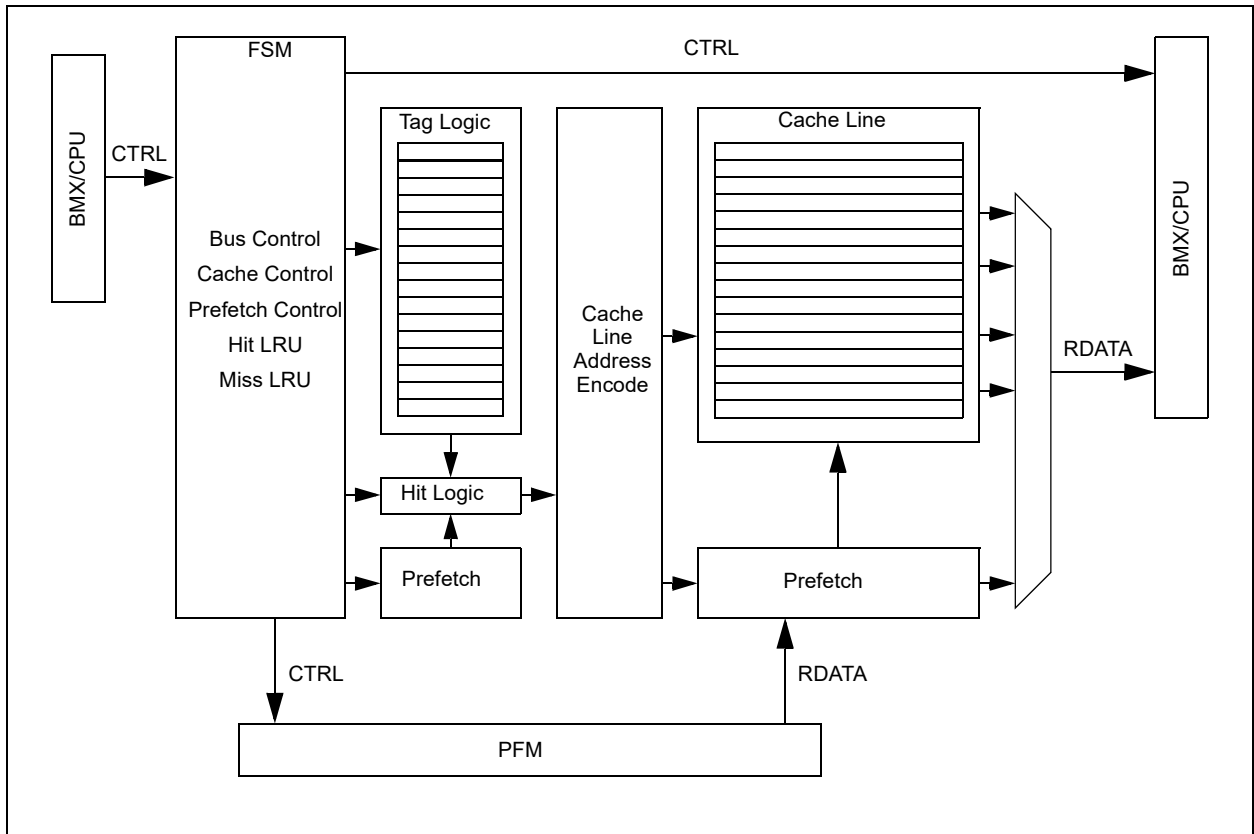 FSM
CTRL
BMX/CPU
CTRL
Bus Control
Cache Control
Prefetch Control
Hit LRU
Miss LRU
Tag Logic
Hit Logic
Prefetch
Cache
Line
Address
Encode
Cache Line
Prefetch
RDATA
BMX/CPU
CTRL
RDATA
PFM